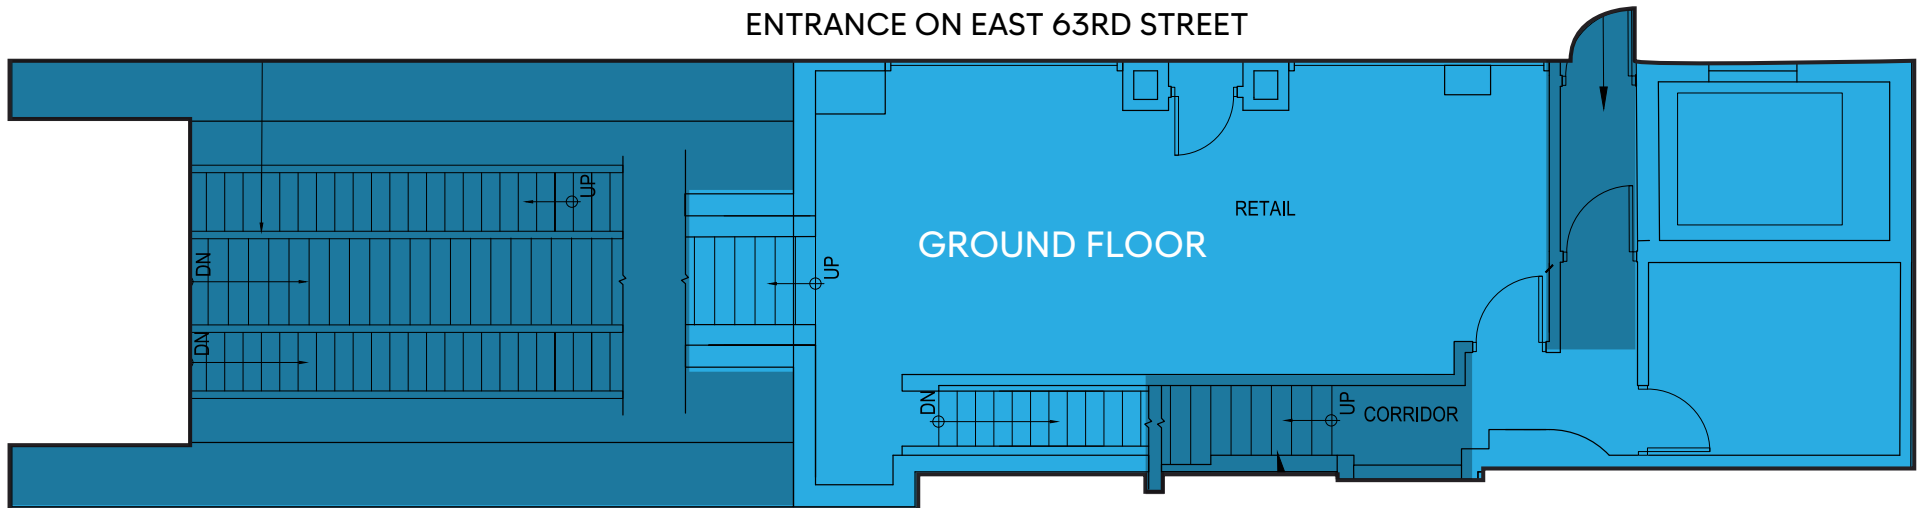 ENTRANCE ON EAST 63RD STREET
UP
RETAIL
GROUND FLOOR
DN
UP
DN
DN
UP
CORRIDOR